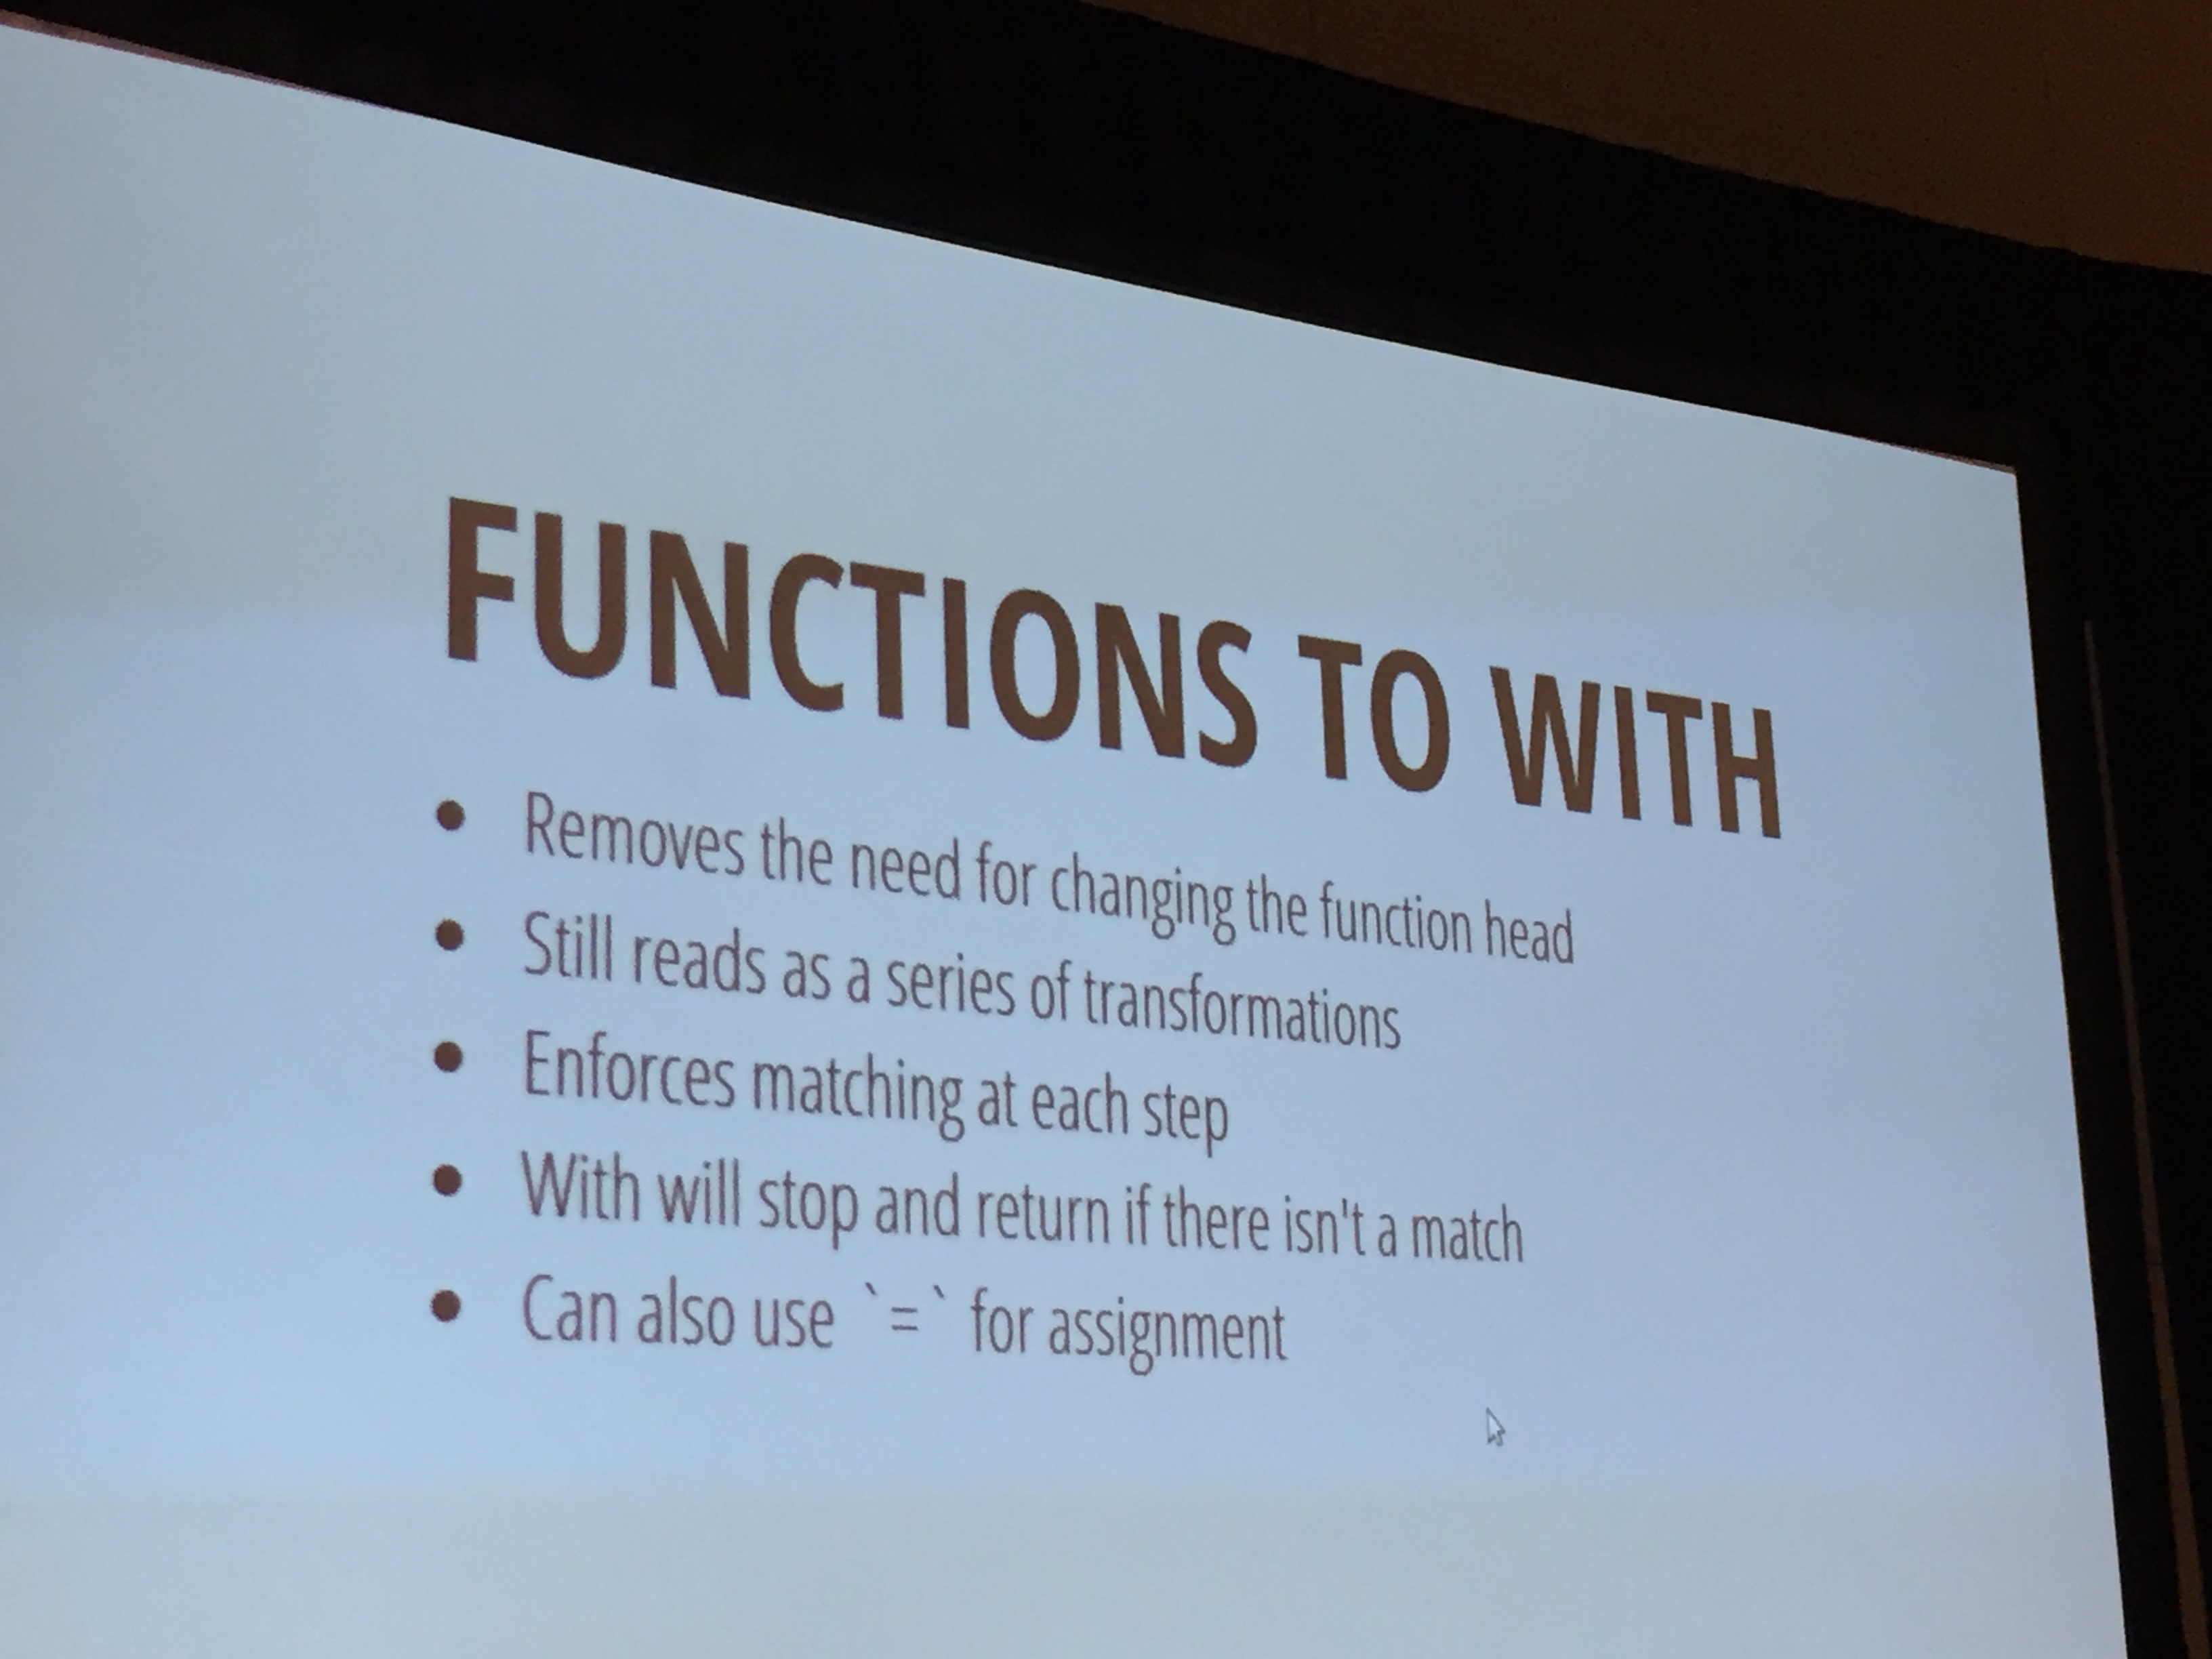 FUNCTIONS TO WITH
• Removes the need for changing the function head
• Still reads as a series of transformations
• Enforces matching at each step
• With will stop and return if there isn't a match
• Can also use `=` for assignment